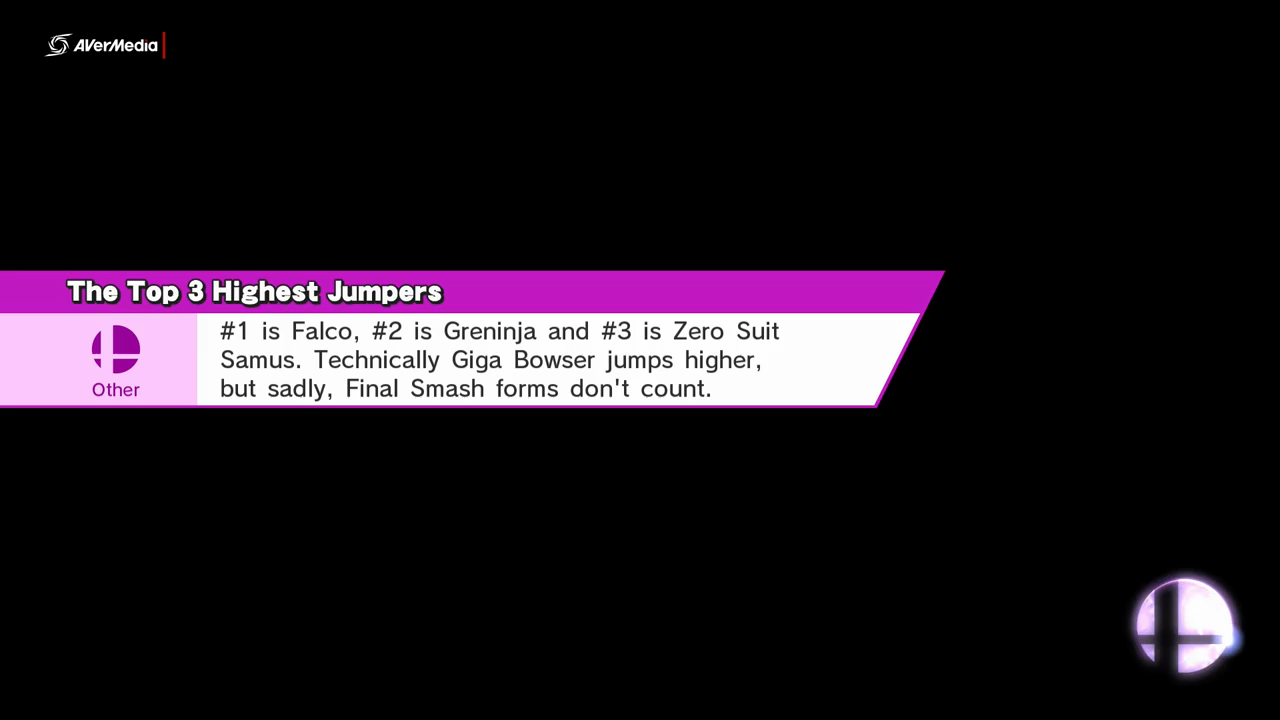 AVerMedia
The Top 3 Highest Jumpers
Other
#1 is Falco, #2 is Greninja and #3 is Zero Suit
Samus. Technically Giga Bowser jumps higher,
but sadly, Final Smash forms don't count.